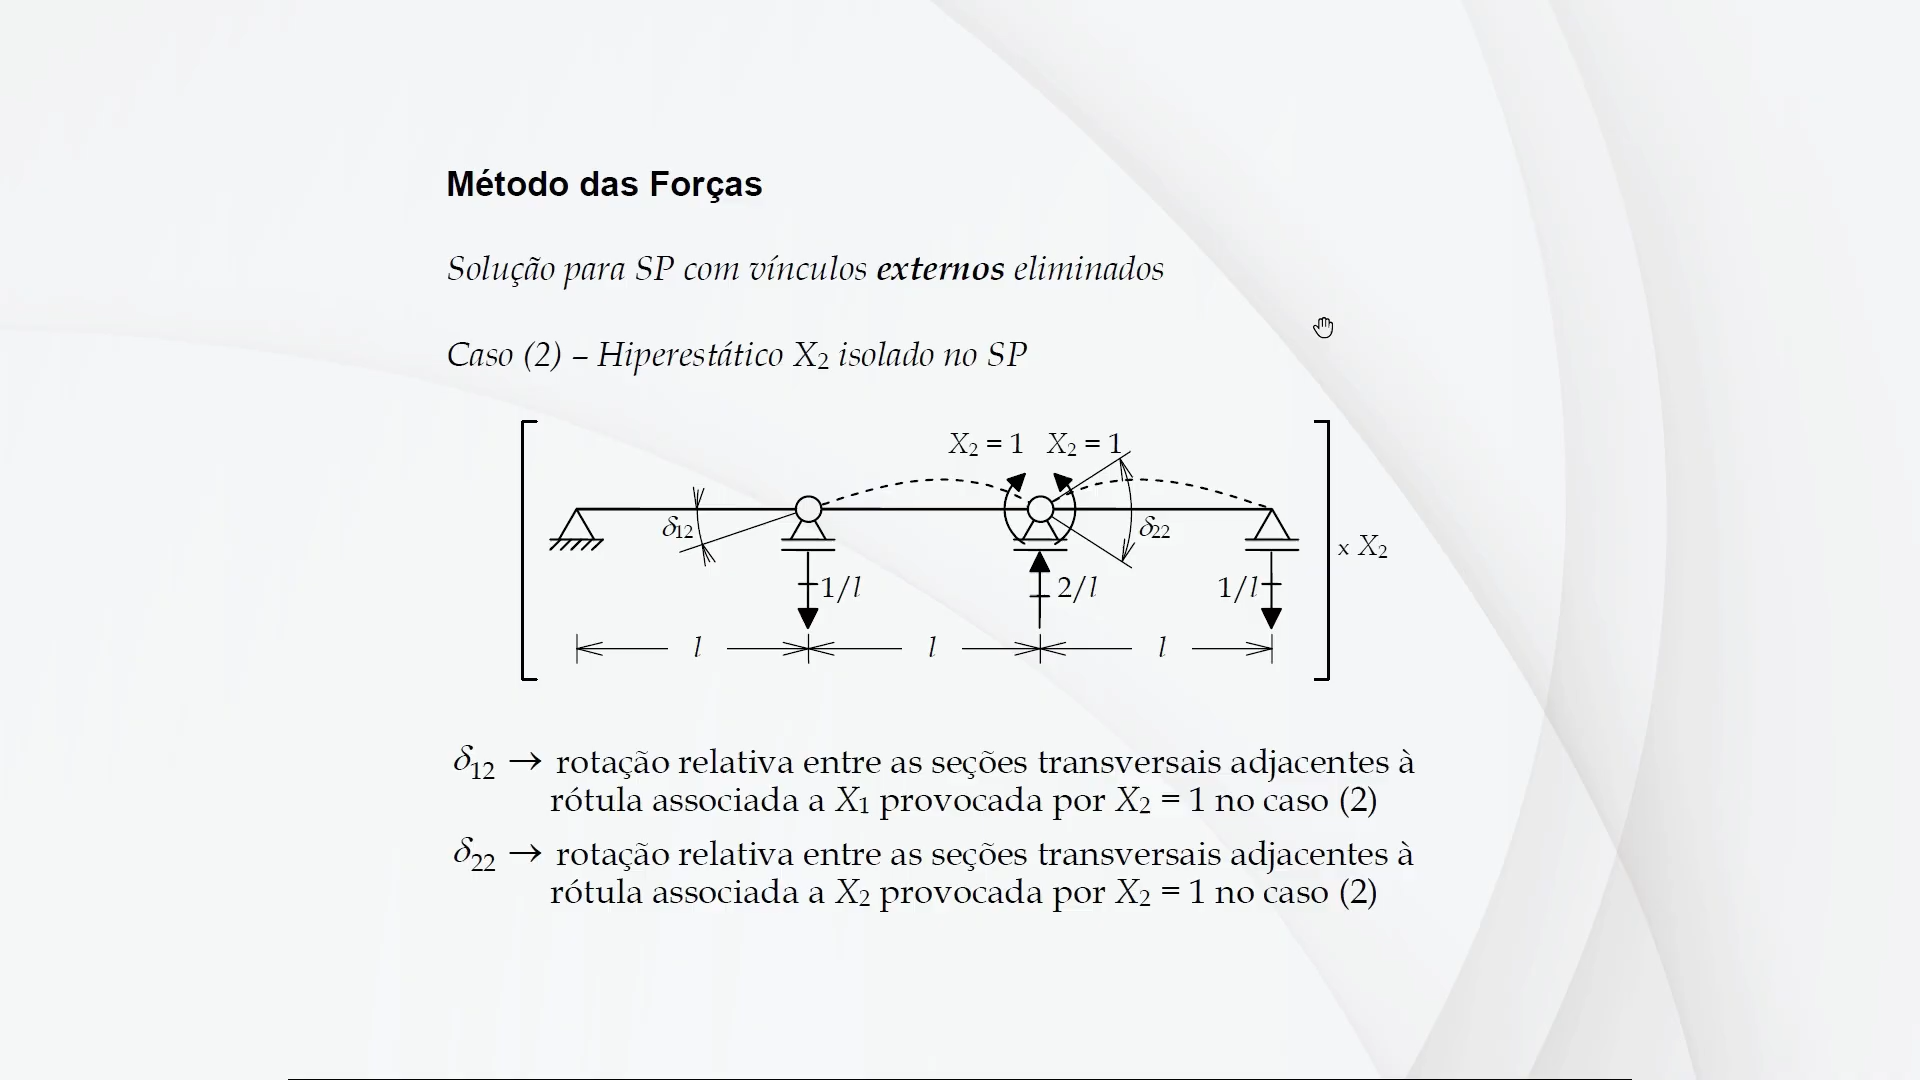 Método das Forças
Solução para SP com vínculos externos eliminados
Caso (2) – Hiperestático X₂ isolado no SP
X₂ = 1 X₂ = 1
δ₁₂ δ₂₂
x X₂
1/l 2/l 1/l
l l l
δ₁₂ → rotação relativa entre as seções transversais adjacentes à
rótula associada a X₁ provocada por X₂ = 1 no caso (2)
δ₂₂ → rotação relativa entre as seções transversais adjacentes à
rótula associada a X₂ provocada por X₂ = 1 no caso (2)